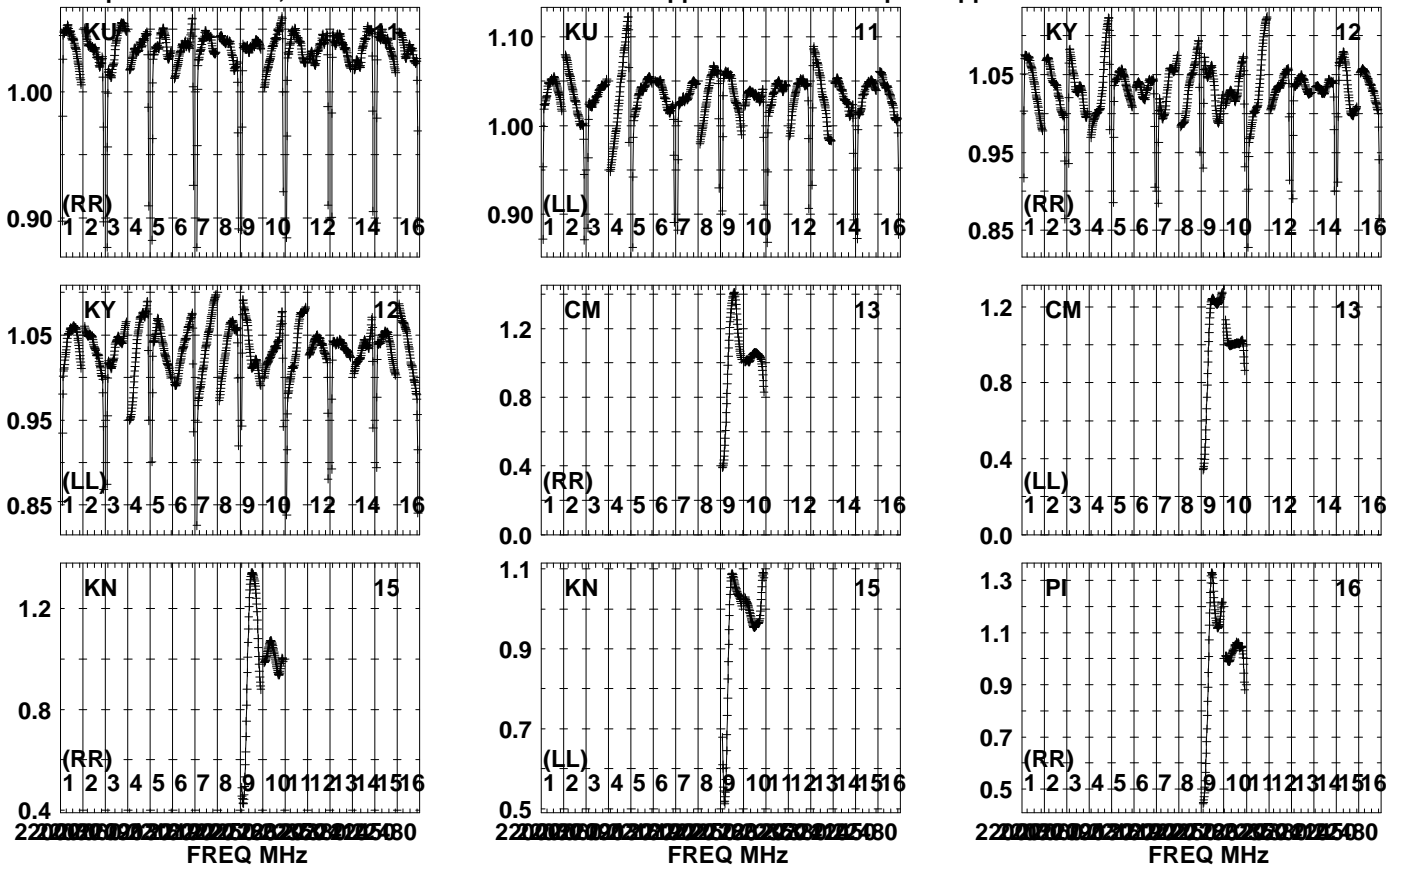 KU 11
1.00
0.90
(RR)
1 2 3 4 5 6 7 8 9 10 12 14 16
KU 11
1.10
1.00
0.90
(LL)
1 2 3 4 5 6 7 8 9 10 12 14 16
KY 12
1.05
0.95
0.85
(RR)
1 2 3 4 5 6 7 8 9 10 12 14 16
KY 12
1.05
0.95
0.85
(LL)
1 2 3 4 5 6 7 8 9 10 12 14 16
CM 13
1.2
0.8
0.4
0.0
(RR)
1 2 3 4 5 6 7 8 9 10 12 14 16
CM 13
1.2
0.8
0.4
0.0
(LL)
1 2 3 4 5 6 7 8 9 10 12 14 16
KN 15
1.2
0.8
0.4
(RR)
1 2 3 4 5 6 7 8 9 10 11 12 13 14 15 16
FREQ MHz
KN 15
1.1
0.9
0.7
0.5
(LL)
1 2 3 4 5 6 7 8 9 10 11 12 13 14 15 16
FREQ MHz
PI 16
1.3
1.1
0.9
0.7
0.5
(RR)
1 2 3 4 5 6 7 8 9 10 11 12 13 14 15 16
FREQ MHz